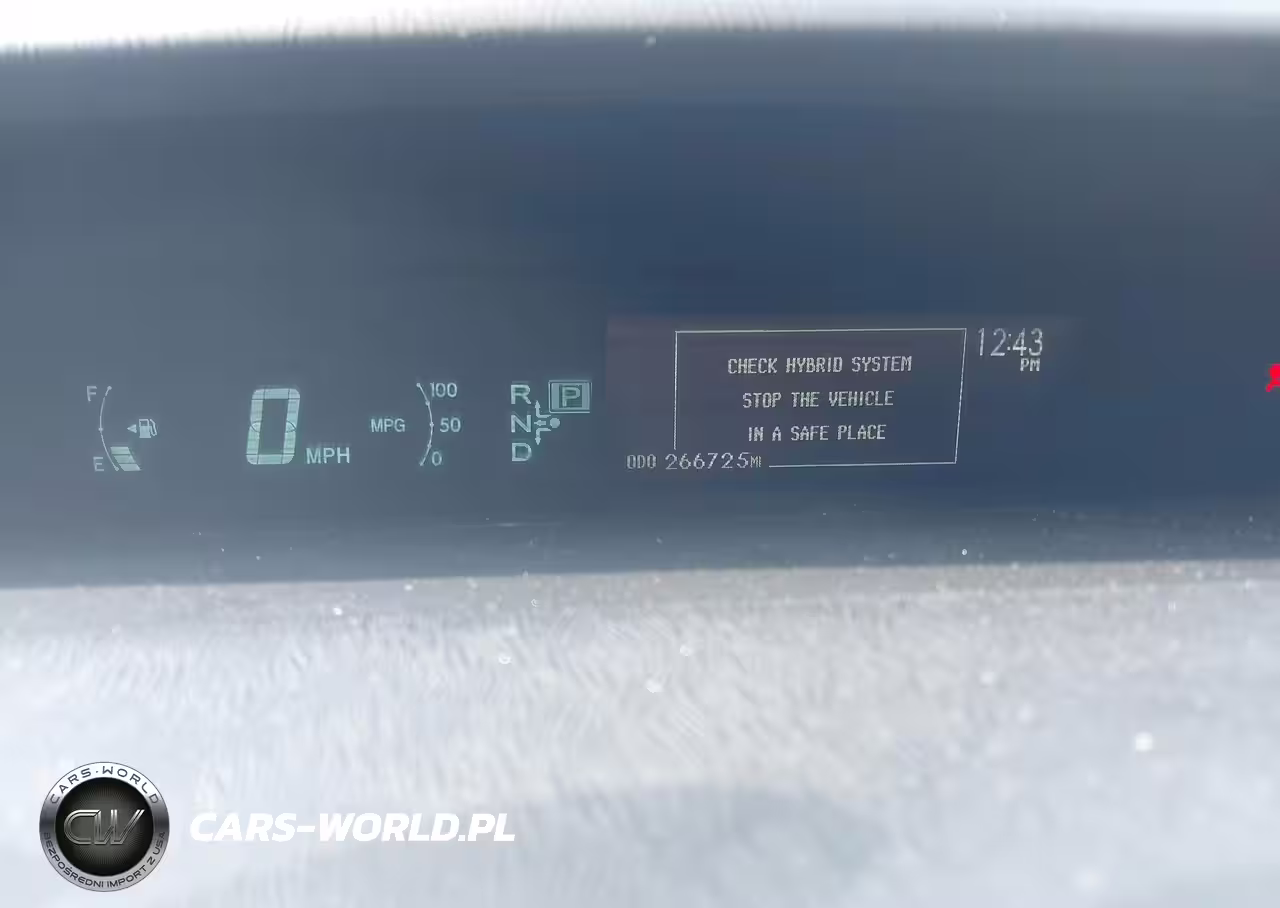 F
E
0
MPH
MPG
100
50
0
R
N
D
P
CHECK HYBRID SYSTEM
STOP THE VEHICLE
IN A SAFE PLACE
12:43
PM
ODO 266725MI
CARS-WORLD
CW
BEZPOŚREDNI IMPORT Z USA
CARS-WORLD.PL